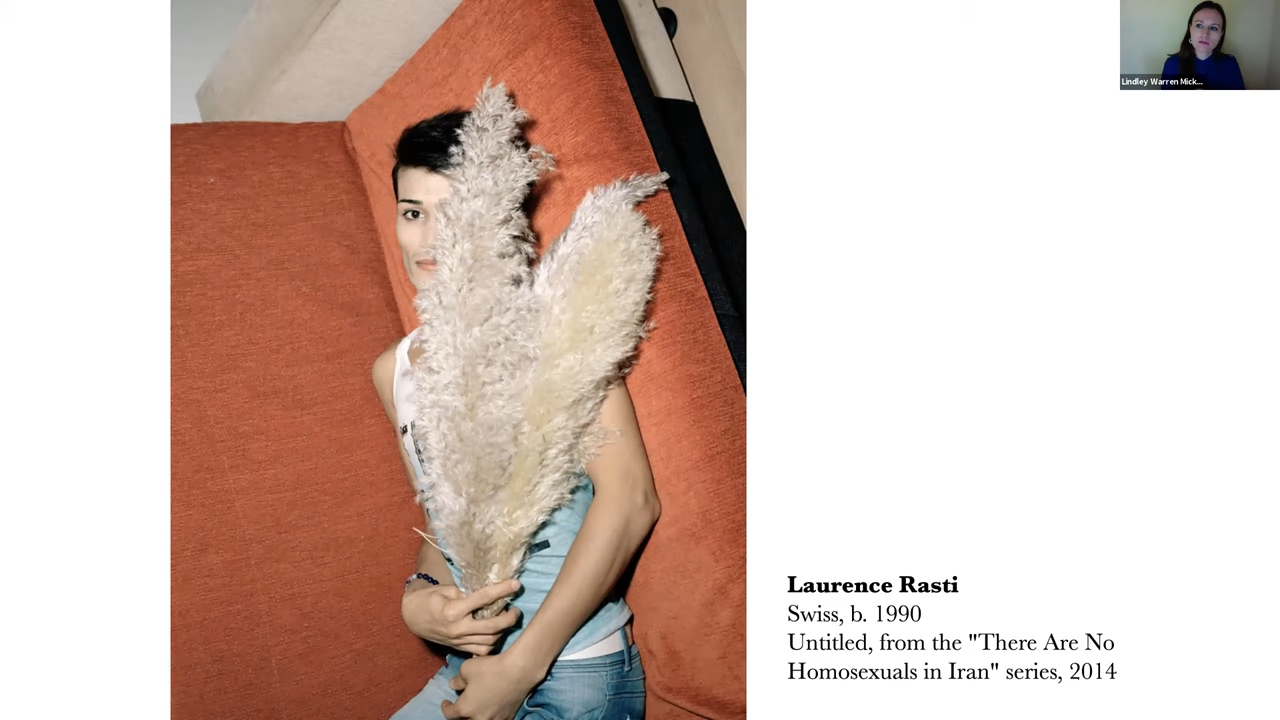 Lindley Warren Mick...
Laurence Rasti
Swiss, b. 1990
Untitled, from the "There Are No
Homosexuals in Iran" series, 2014